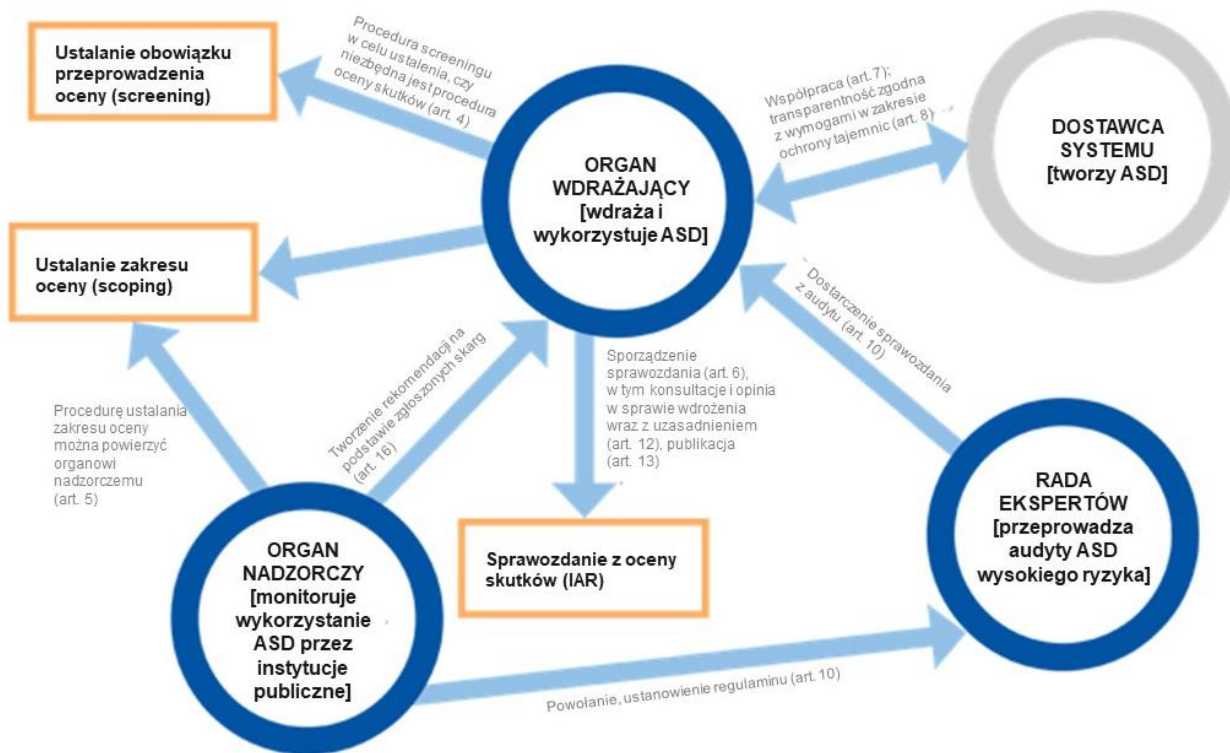 Ustalanie obowiązku
przeprowadzenia
oceny (screening)
Procedura screeningu
w celu ustalenia, czy
niezbędna jest procedura
oceny skutków (art. 4)
ORGAN
WDRAŻAJĄCY
[wdraża i
wykorzystuje ASD]
Współpraca (art. 7);
transparentność zgodna
z wymogami w zakresie
ochrony tajemnic (art. 8)
DOSTAWCA
SYSTEMU
[tworzy ASD]
Ustalanie zakresu
oceny (scoping)
Dostarczenie sprawozdania
z audytu (art. 10)
Procedurę ustalania
zakresu oceny
można powierzyć
organowi
nadzorczemu
(art. 5)
Tworzenie rekomendacji na
podstawie zgłoszonych skarg
(art. 16)
Sporządzenie
sprawozdania (art. 6),
w tym konsultacje i opinia
w sprawie wdrożenia
wraz z uzasadnieniem
(art. 12), publikacja
(art. 13)
RADA
EKSPERTÓW
[przeprowadza
audyty ASD
wysokiego ryzyka]
ORGAN
NADZORCZY
[monitoruje
wykorzystanie
ASD przez
instytucje
publiczne]
Sprawozdanie z oceny
skutków (IAR)
Powołanie, ustanowienie regulaminu (art. 10)